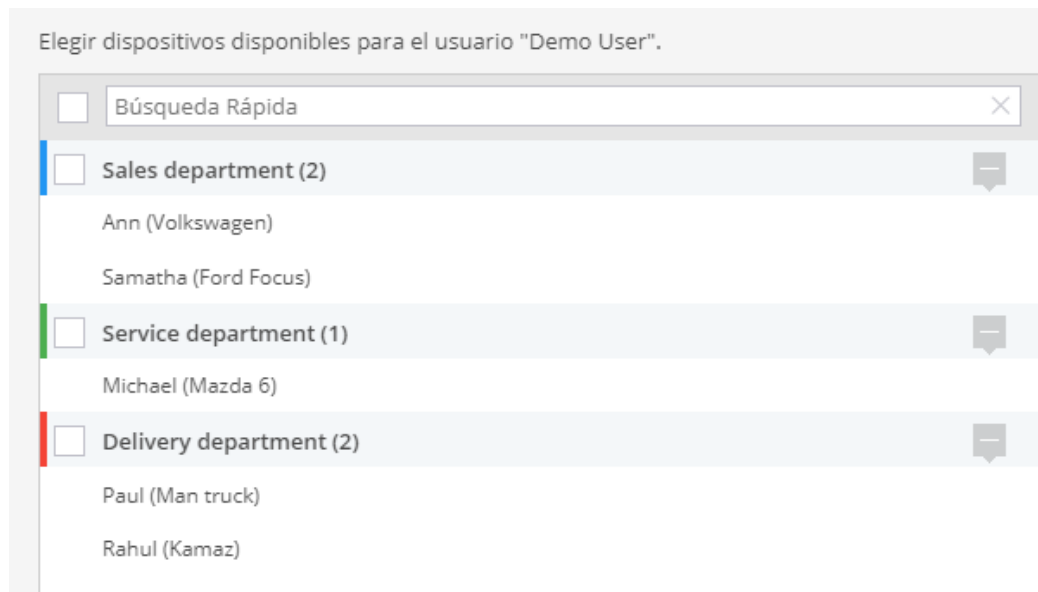 Elegir dispositivos disponibles para el usuario "Demo User".
Búsqueda Rápida
Sales department (2)
Ann (Volkswagen)
Samatha (Ford Focus)
Service department (1)
Michael (Mazda 6)
Delivery department (2)
Paul (Man truck)
Rahul (Kamaz)